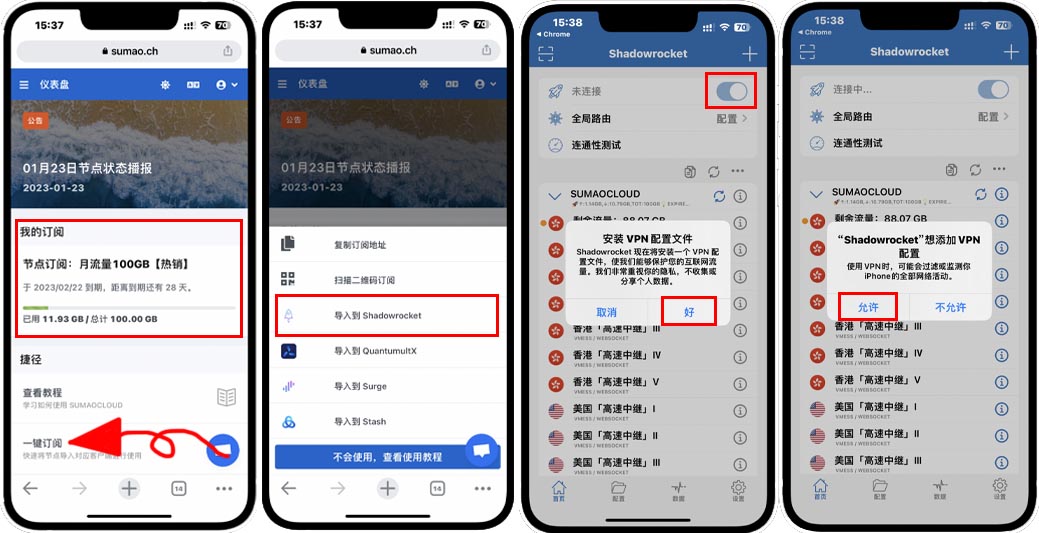 15:37
70
sumao.ch
仪表盘
公告
01月23日节点状态播报
2023-01-23
我的订阅
节点订阅：月流量100GB【热销】
于 2023/02/22 到期，距离到期还有 28 天。
已用 11.93 GB / 总计 100.00 GB
捷径
查看教程
学习如何使用 SUMAOCLOUD
一键订阅
快速将节点导入对应客户端进行使用
14
15:37
70
sumao.ch
仪表盘
公告
01月23日节点状态播报
2023-01-23
复制订阅地址
扫描二维码订阅
导入到 Shadowrocket
导入到 QuantumultX
导入到 Surge
导入到 Stash
不会使用，查看使用教程
14
15:38
70
Chrome
Shadowrocket
未连接
全局路由
配置
连通性测试
SUMAOCLOUD
剩余流量：88.07 GB
安装 VPN 配置文件
Shadowrocket 现在将安装一个 VPN 配
置文件，使我们能够保护您的互联网流
量。我们非常重视你的隐私，不收集或
分享个人数据。
取消
好
香港「高速中继」III
VMESS / WEBSOCKET
香港「高速中继」IV
VMESS / WEBSOCKET
香港「高速中继」V
VMESS / WEBSOCKET
美国「高速中继」I
VMESS / WEBSOCKET
美国「高速中继」II
VMESS / WEBSOCKET
美国「高速中继」III
VMESS / WEBSOCKET
首页
配置
数据
设置
15:38
70
Chrome
Shadowrocket
连接中...
全局路由
配置
连通性测试
SUMAOCLOUD
剩余流量：88.07 GB
“Shadowrocket”想添加 VPN
配置
使用 VPN时，可能会过滤或监测你
iPhone的全部网络活动。
允许
不允许
香港「高速中继」III
VMESS / WEBSOCKET
香港「高速中继」IV
VMESS / WEBSOCKET
香港「高速中继」V
VMESS / WEBSOCKET
美国「高速中继」I
VMESS / WEBSOCKET
美国「高速中继」II
VMESS / WEBSOCKET
美国「高速中继」III
VMESS / WEBSOCKET
首页
配置
数据
设置